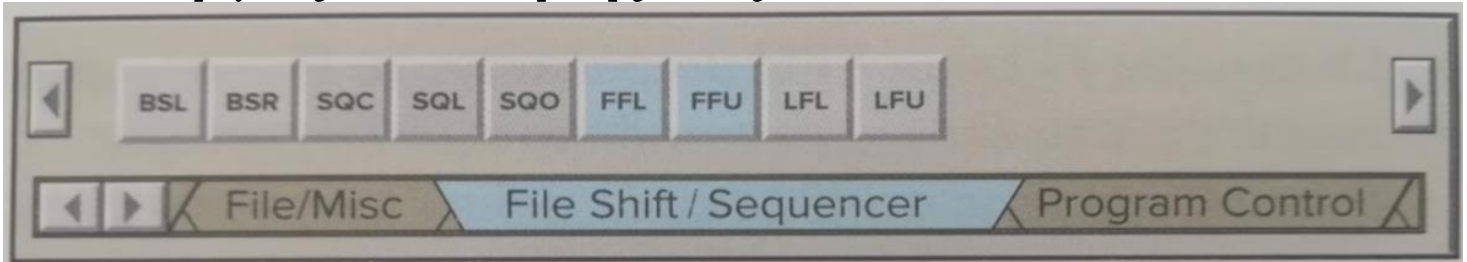 BSL BSR SQC SQL SQO FFL FFU LFL LFU
File/Misc File Shift / Sequencer Program Control